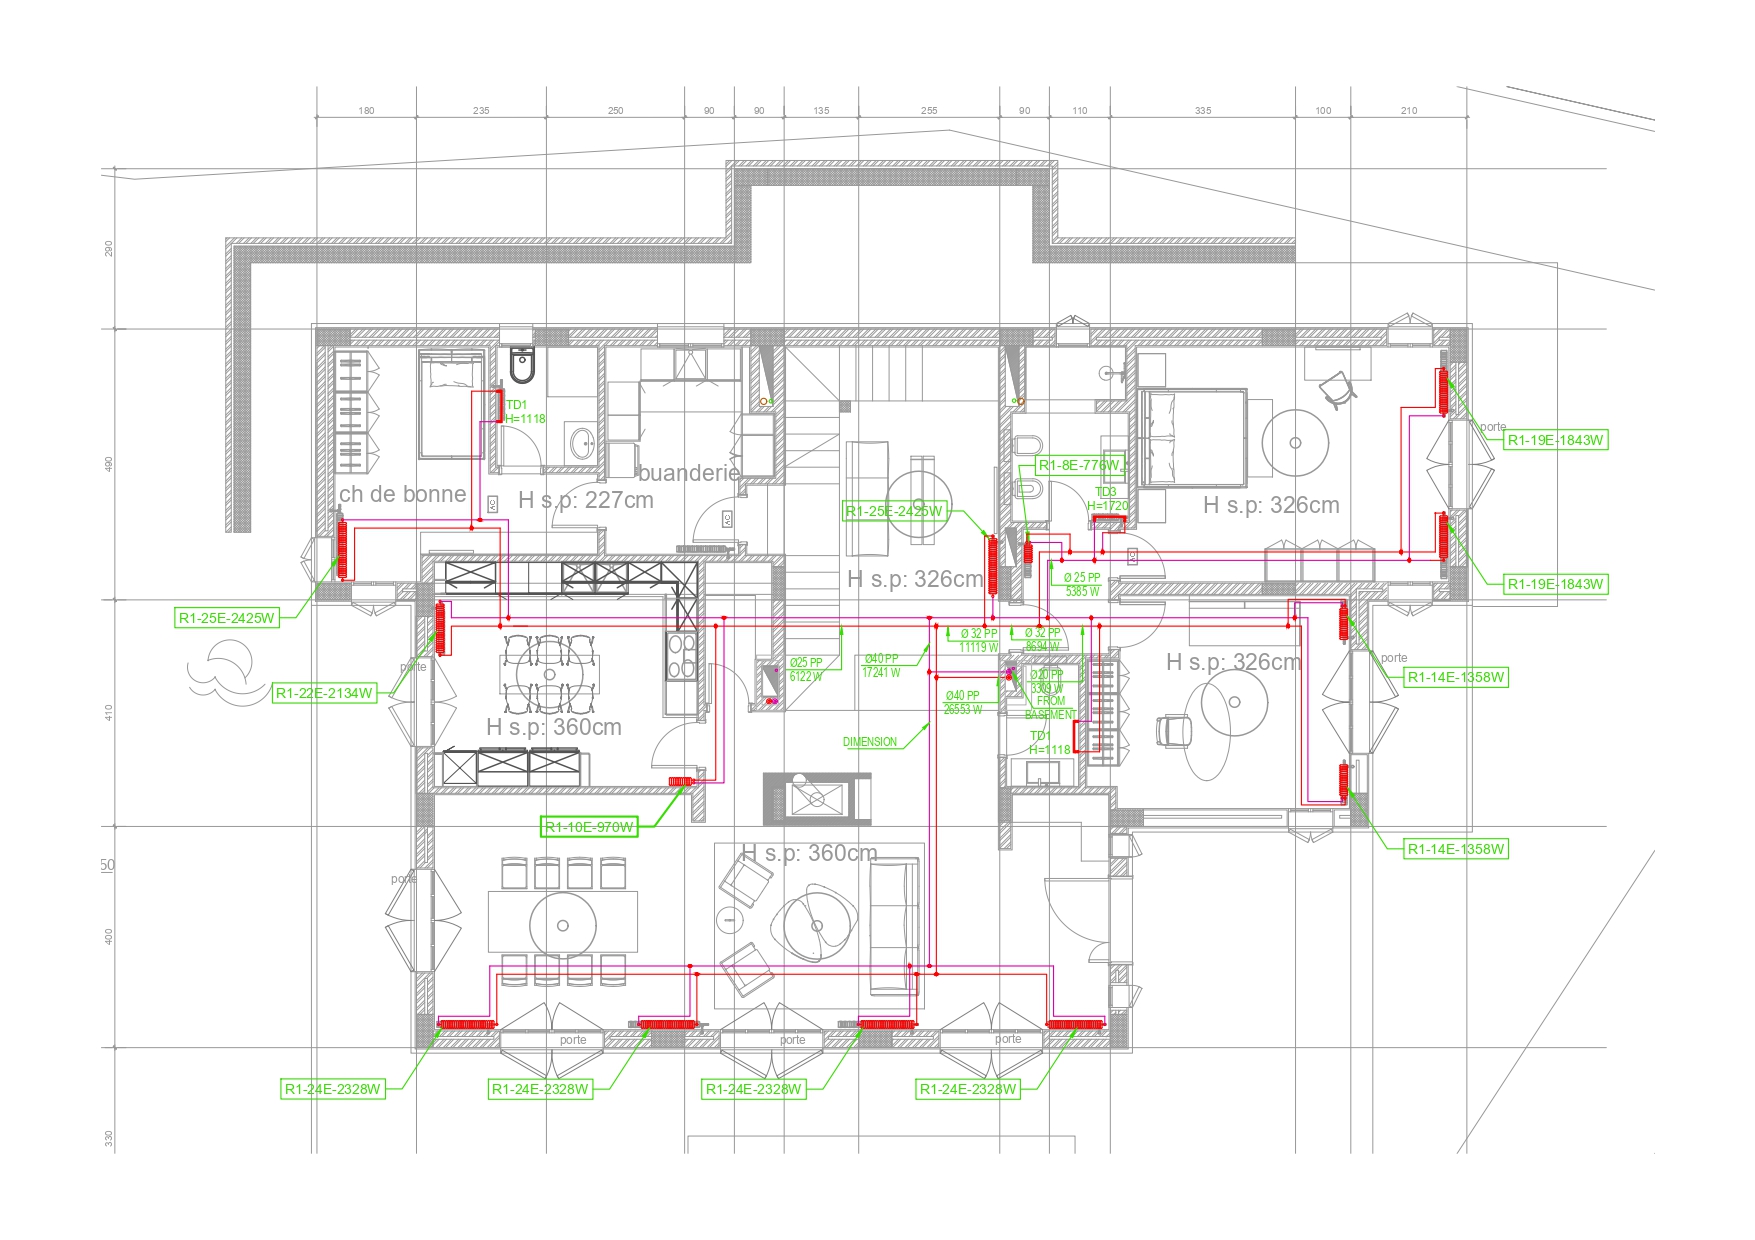 180
235
250
90
90
135
255
90
110
335
100
210
290
490
410
50
400
330
TD1
H=1118
porte
R1-19E-1843W
buanderie
R1-8E-776W
ch de bonne
H s.p: 227cm
TD3
H=1720
H s.p: 326cm
R1-25E-2425W
AC
AC
AC
H s.p: 326cm
Ø 25 PP
5385 W
R1-19E-1843W
R1-25E-2425W
Ø 32 PP
11119 W
Ø 32 PP
8694 W
porte
Ø25 PP
6122 W
Ø40 PP
17241 W
H s.p: 326cm
porte
R1-14E-1358W
Ø20 PP
3309 W
R1-22E-2134W
Ø40 PP
26553 W
FROM
BASEMENT
H s.p: 360cm
DIMENSION
TD1
H=1118
R1-10E-970W
H s.p: 360cm
R1-14E-1358W
porte
porte
porte
porte
R1-24E-2328W
R1-24E-2328W
R1-24E-2328W
R1-24E-2328W